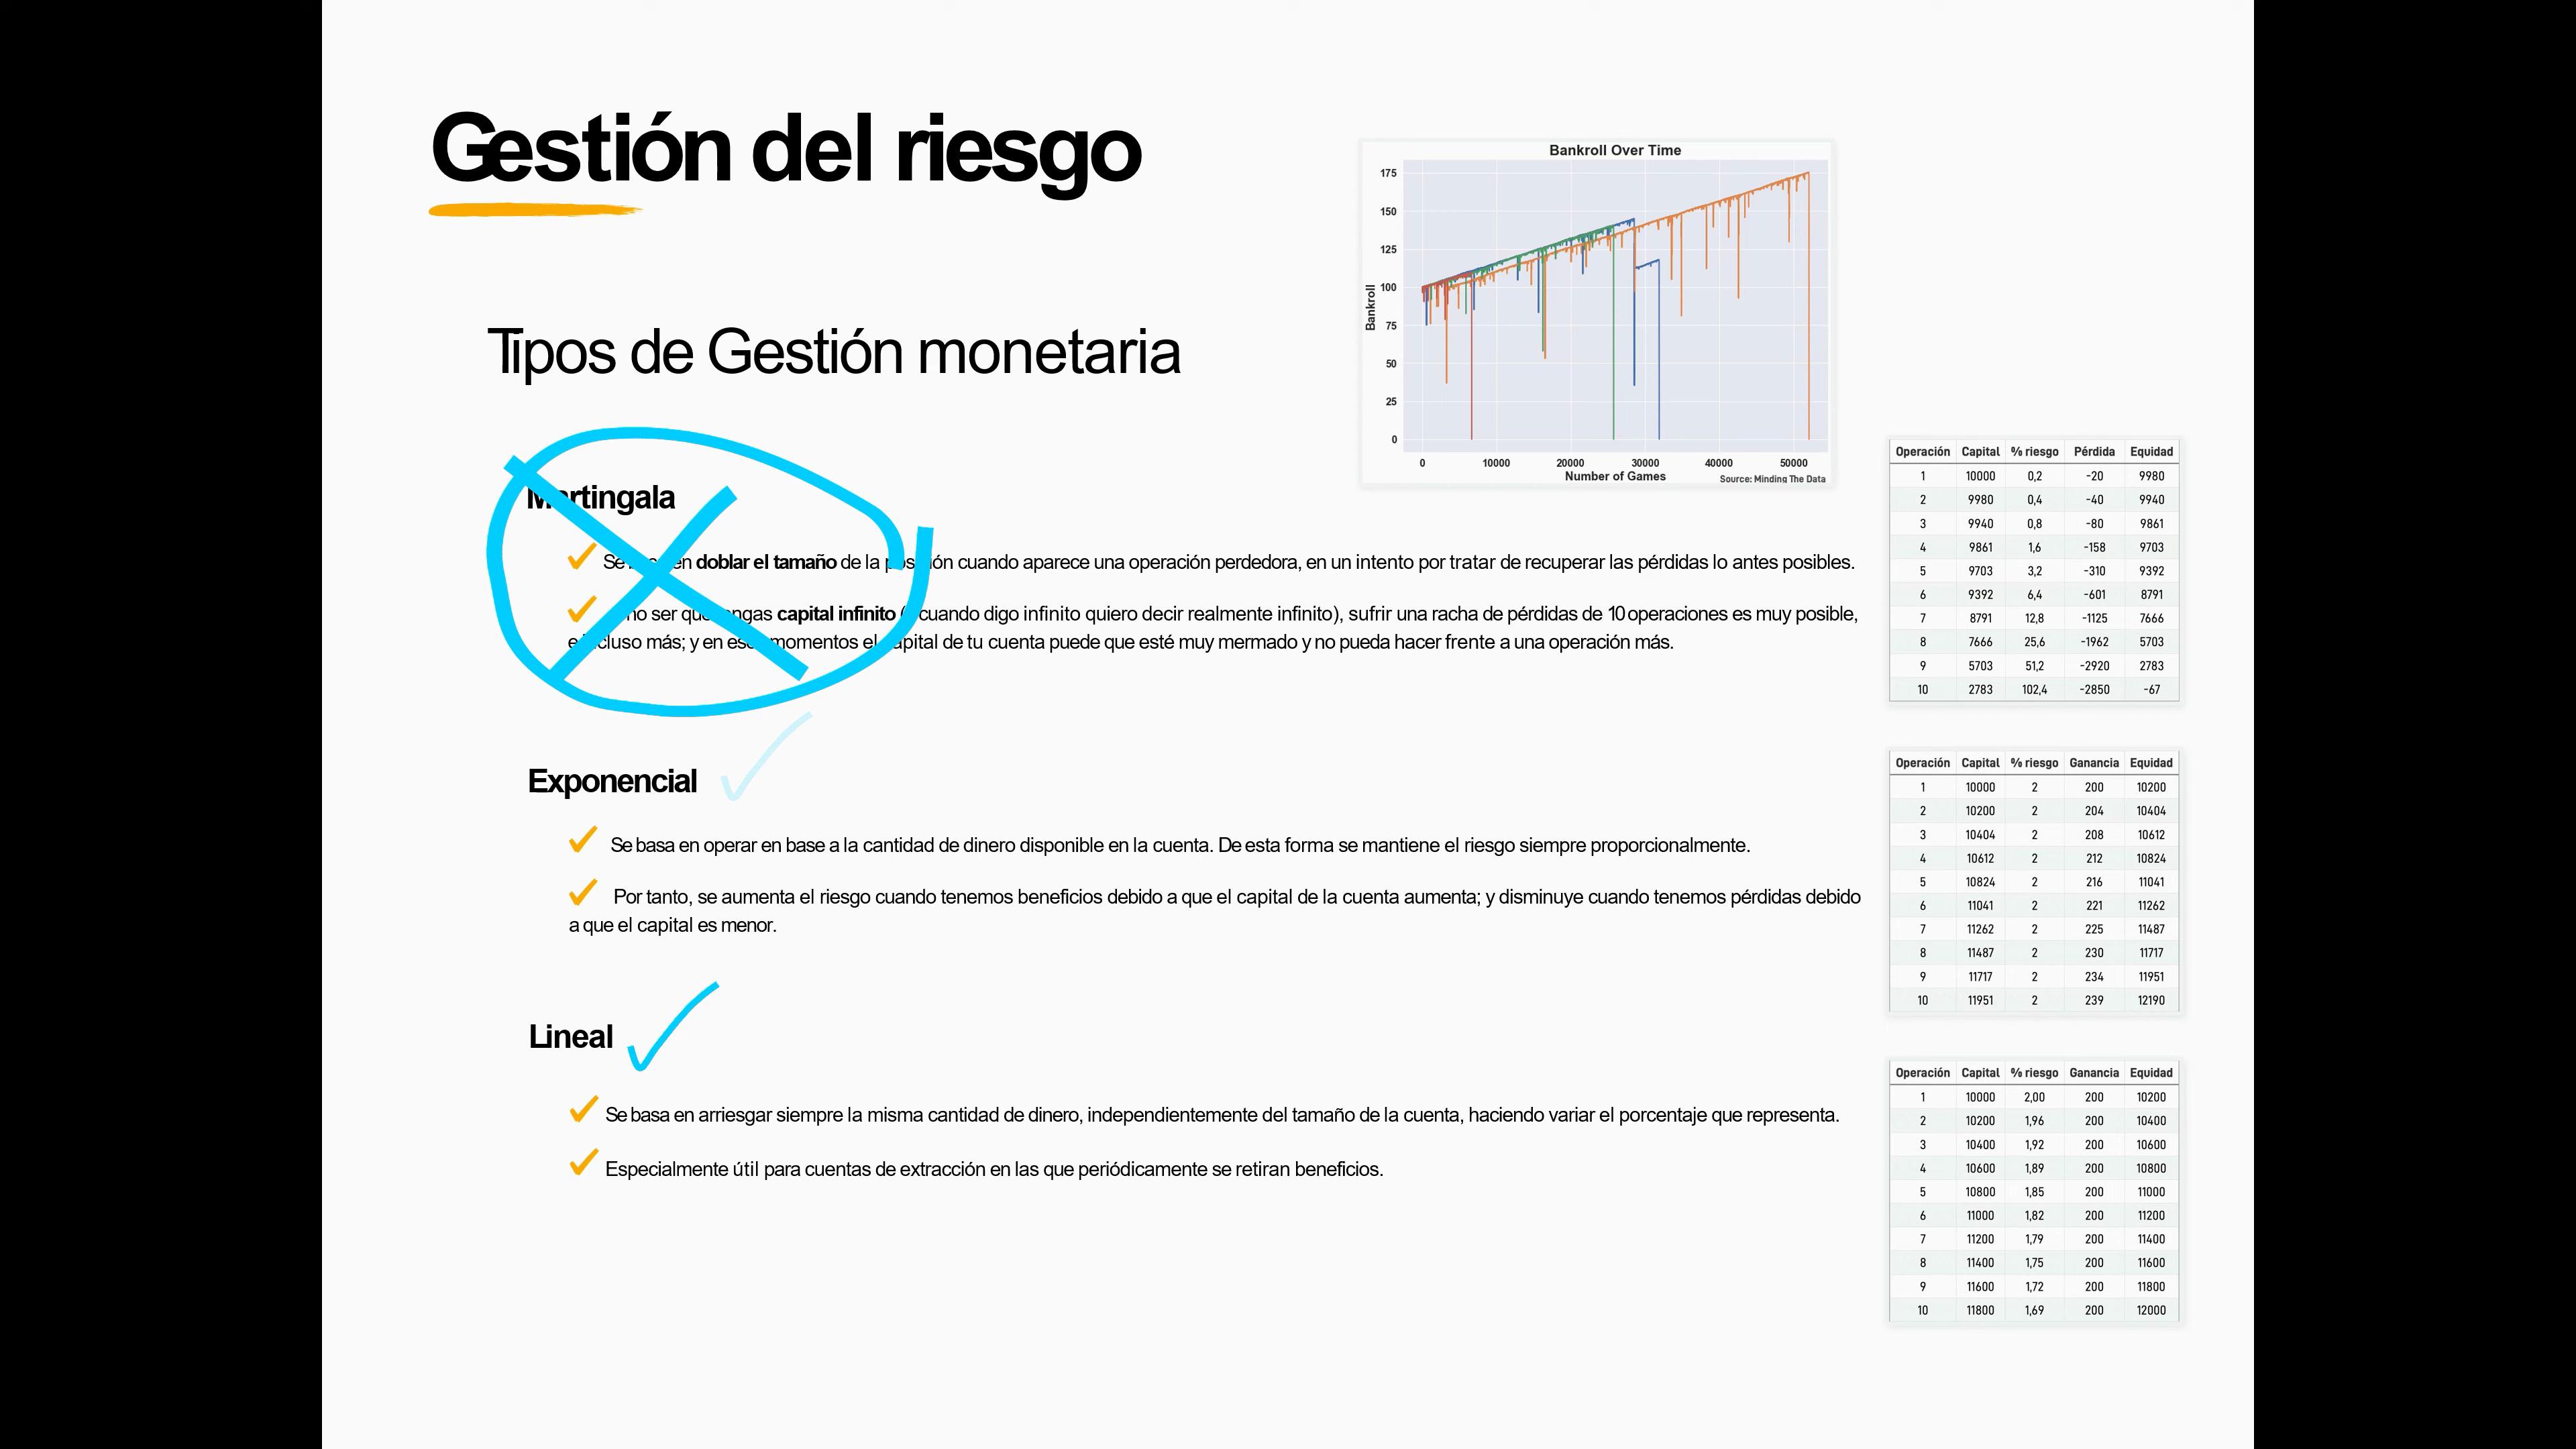 Gestión del riesgo
Tipos de Gestión monetaria
Bankroll Over Time
175
150
125
100
75
50
25
0
Bankroll
0 10000 20000 30000 40000 50000
Number of Games
Source: Minding The Data
Martingala
Se en doblar el tamaño de la posición cuando aparece una operación perdedora, en un intento por tratar de recuperar las pérdidas lo antes posibles.
no ser que tengas capital infinito ( cuando digo infinito quiero decir realmente infinito), sufrir una racha de pérdidas de 10 operaciones es muy posible,
e incluso más; y en esos momentos el capital de tu cuenta puede que esté muy mermado y no pueda hacer frente a una operación más.
Exponencial
Se basa en operar en base a la cantidad de dinero disponible en la cuenta. De esta forma se mantiene el riesgo siempre proporcionalmente.
Por tanto, se aumenta el riesgo cuando tenemos beneficios debido a que el capital de la cuenta aumenta; y disminuye cuando tenemos pérdidas debido
a que el capital es menor.
Lineal
Se basa en arriesgar siempre la misma cantidad de dinero, independientemente del tamaño de la cuenta, haciendo variar el porcentaje que representa.
Especialmente útil para cuentas de extracción en las que periódicamente se retiran beneficios.
Operación Capital % riesgo Pérdida Equidad
1 10000 0,2 -20 9980
2 9980 0,4 -40 9940
3 9940 0,8 -80 9861
4 9861 1,6 -158 9703
5 9703 3,2 -310 9392
6 9392 6,4 -601 8791
7 8791 12,8 -1125 7666
8 7666 25,6 -1962 5703
9 5703 51,2 -2920 2783
10 2783 102,4 -2850 -67
Operación Capital % riesgo Ganancia Equidad
1 10000 2 200 10200
2 10200 2 204 10404
3 10404 2 208 10612
4 10612 2 212 10824
5 10824 2 216 11041
6 11041 2 221 11262
7 11262 2 225 11487
8 11487 2 230 11717
9 11717 2 234 11951
10 11951 2 239 12190
Operación Capital % riesgo Ganancia Equidad
1 10000 2,00 200 10200
2 10200 1,96 200 10400
3 10400 1,92 200 10600
4 10600 1,89 200 10800
5 10800 1,85 200 11000
6 11000 1,82 200 11200
7 11200 1,79 200 11400
8 11400 1,75 200 11600
9 11600 1,72 200 11800
10 11800 1,69 200 12000